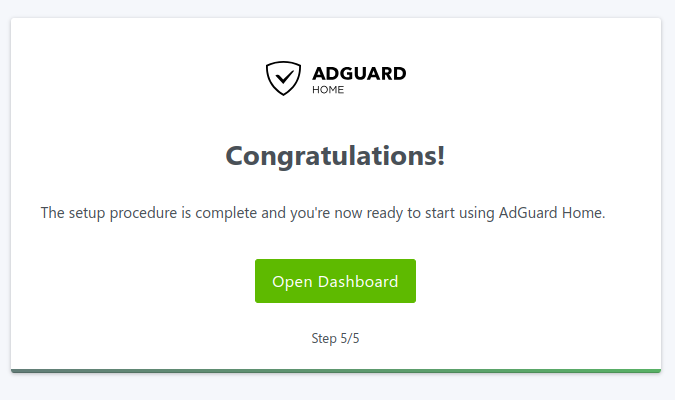 ADGUARD
HOME
Congratulations!
The setup procedure is complete and you're now ready to start using AdGuard Home.
Open Dashboard
Step 5/5